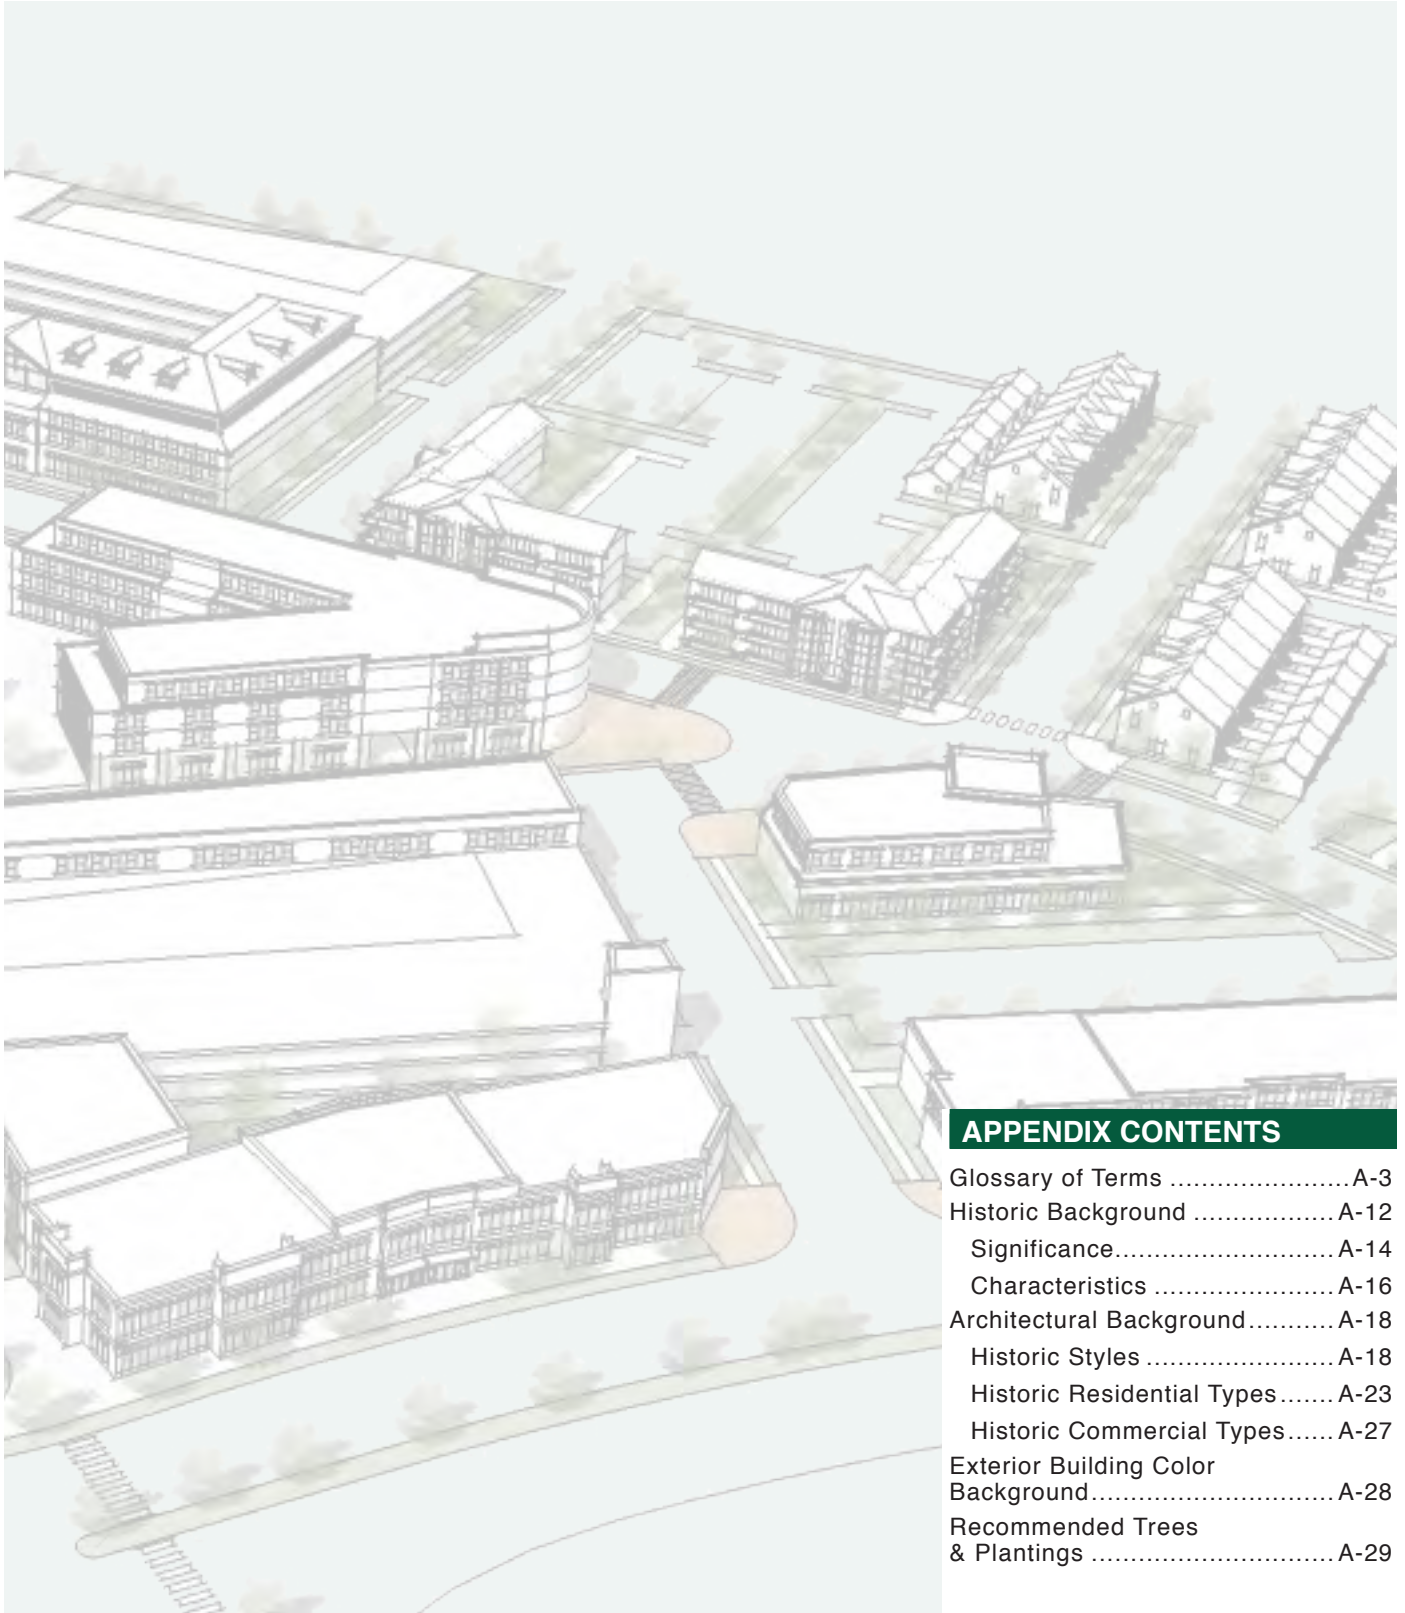 APPENDIX CONTENTS
Glossary of Terms .......................A-3
Historic Background ..................A-12
Significance............................A-14
Characteristics .......................A-16
Architectural Background...........A-18
Historic Styles ........................A-18
Historic Residential Types.......A-23
Historic Commercial Types......A-27
Exterior Building Color
Background...............................A-28
Recommended Trees
& Plantings ...............................A-29